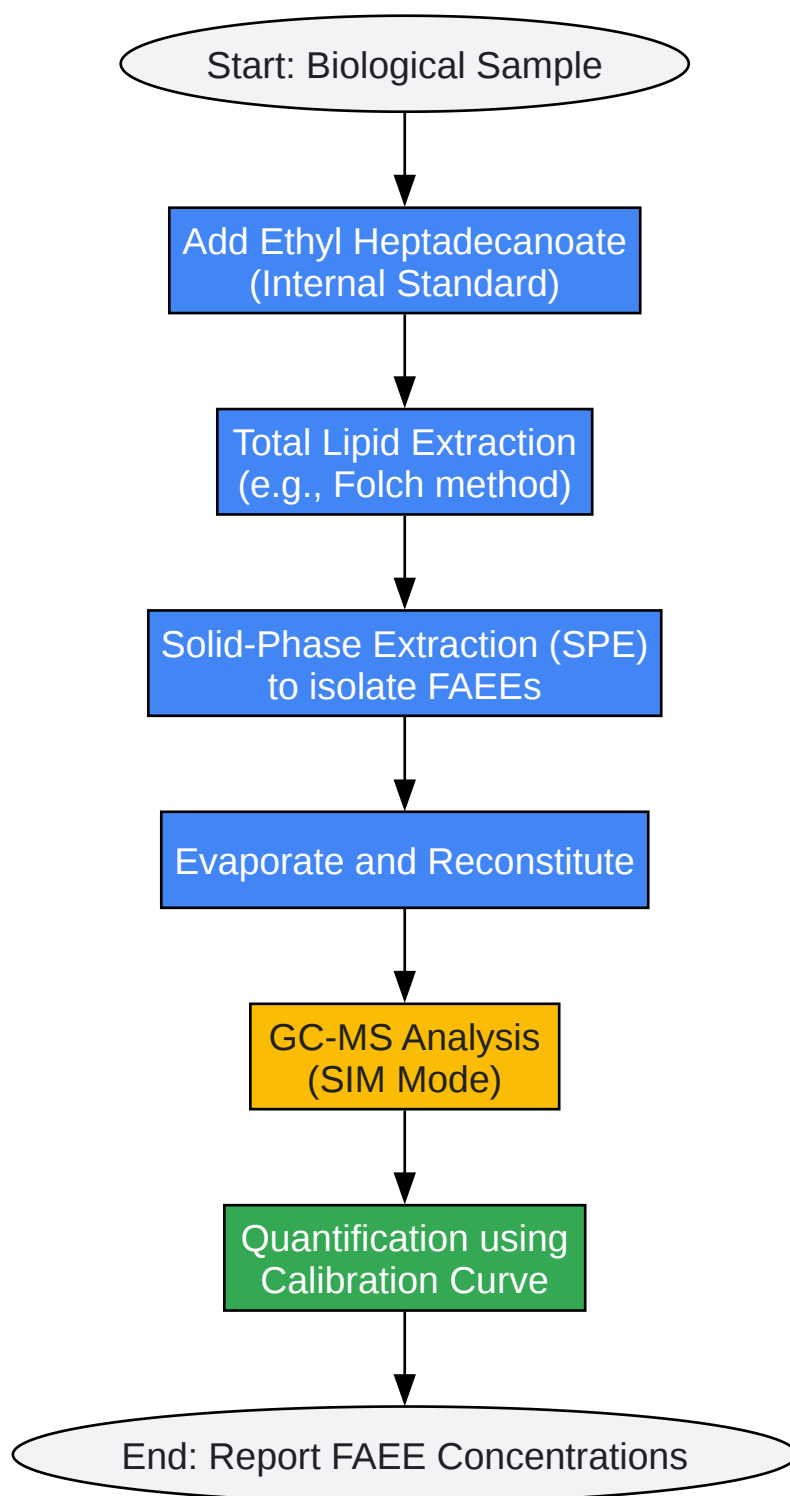 Start: Biological Sample
Add Ethyl Heptadecanoate
(Internal Standard)
Total Lipid Extraction
(e.g., Folch method)
Solid-Phase Extraction (SPE)
to isolate FAEEs
Evaporate and Reconstitute
GC-MS Analysis
(SIM Mode)
Quantification using
Calibration Curve
End: Report FAEE Concentrations